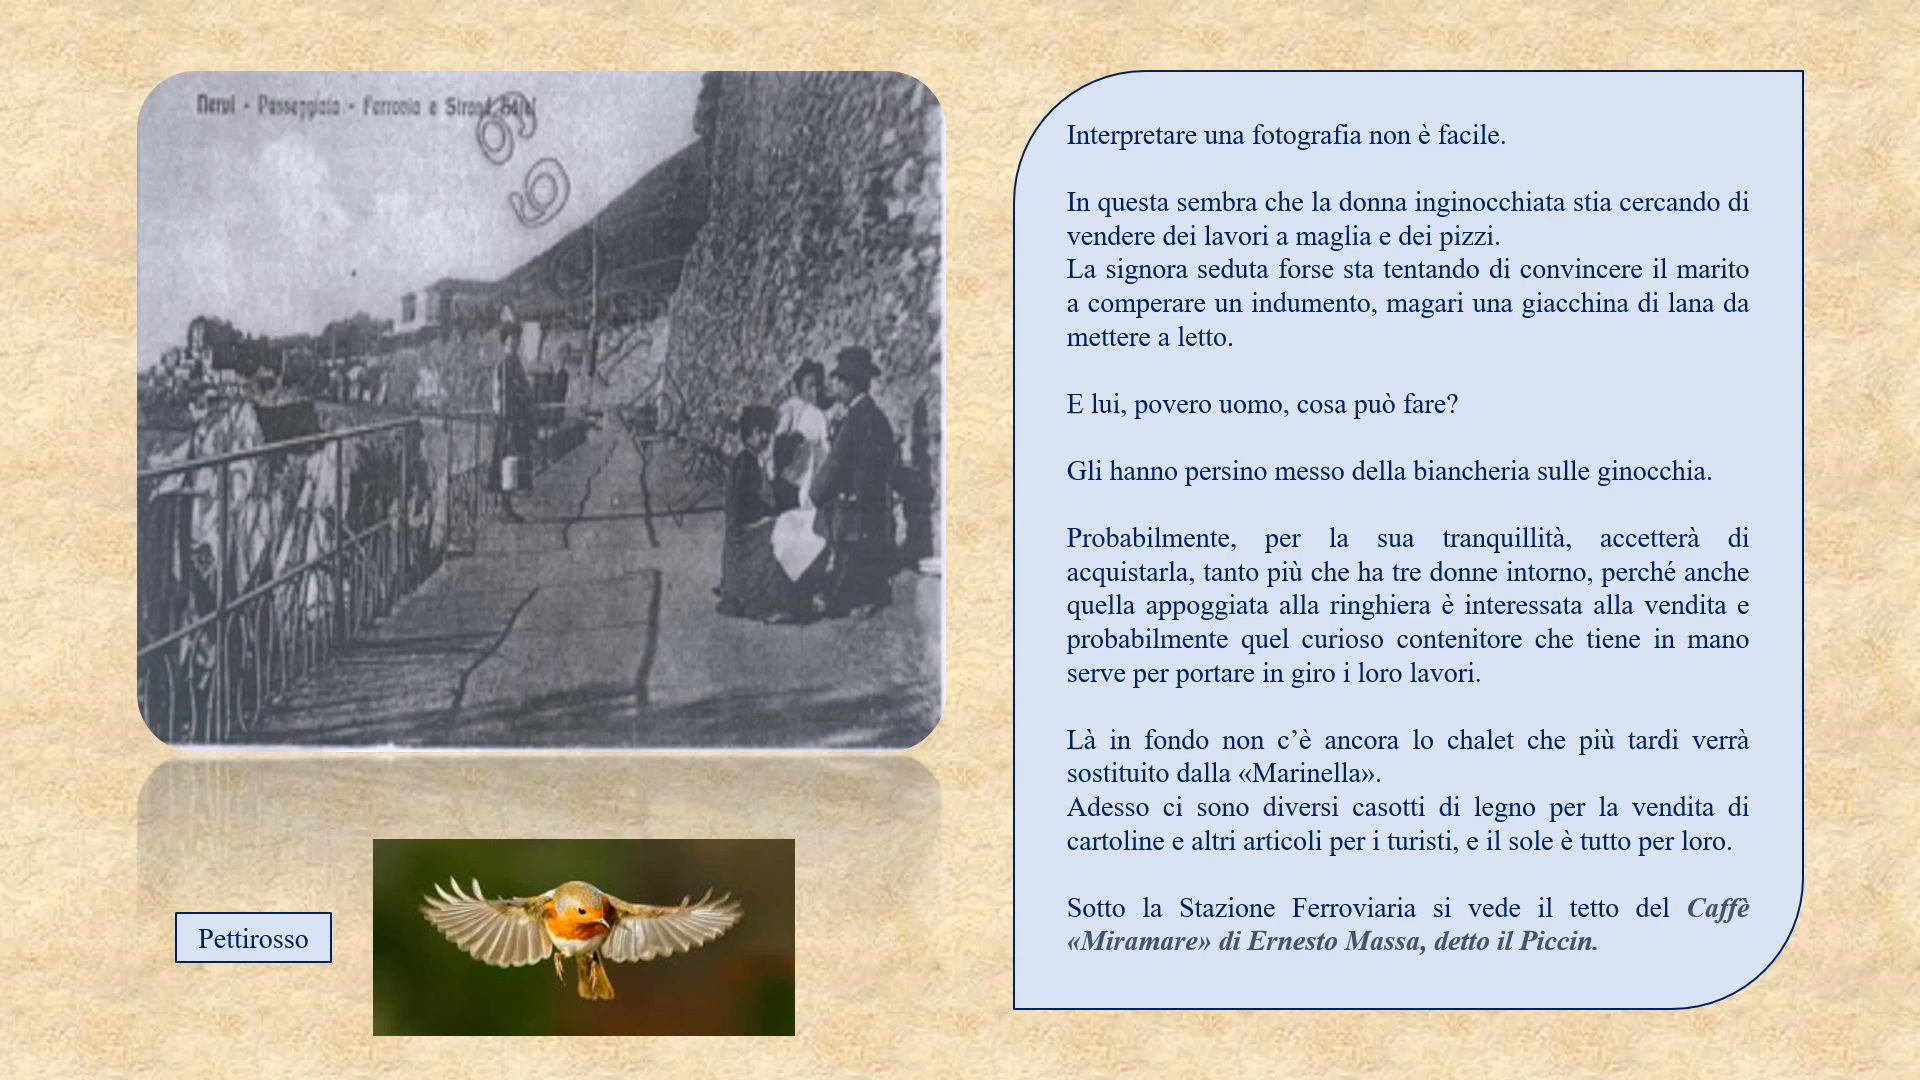 Nervi - Passeggiata - Ferrovia e Strand Hôtel
Interpretare una fotografia non è facile.
In questa sembra che la donna inginocchiata stia cercando di
vendere dei lavori a maglia e dei pizzi.
La signora seduta forse sta tentando di convincere il marito
a comperare un indumento, magari una giacchina di lana da
mettere a letto.
E lui, povero uomo, cosa può fare?
Gli hanno persino messo della biancheria sulle ginocchia.
Probabilmente, per la sua tranquillità, accetterà di
acquistarla, tanto più che ha tre donne intorno, perché anche
quella appoggiata alla ringhiera è interessata alla vendita e
probabilmente quel curioso contenitore che tiene in mano
serve per portare in giro i loro lavori.
Là in fondo non c’è ancora lo chalet che più tardi verrà
sostituito dalla «Marinella».
Adesso ci sono diversi casotti di legno per la vendita di
cartoline e altri articoli per i turisti, e il sole è tutto per loro.
Sotto la Stazione Ferroviaria si vede il tetto del Caffè
«Miramare» di Ernesto Massa, detto il Piccin.
Pettirosso